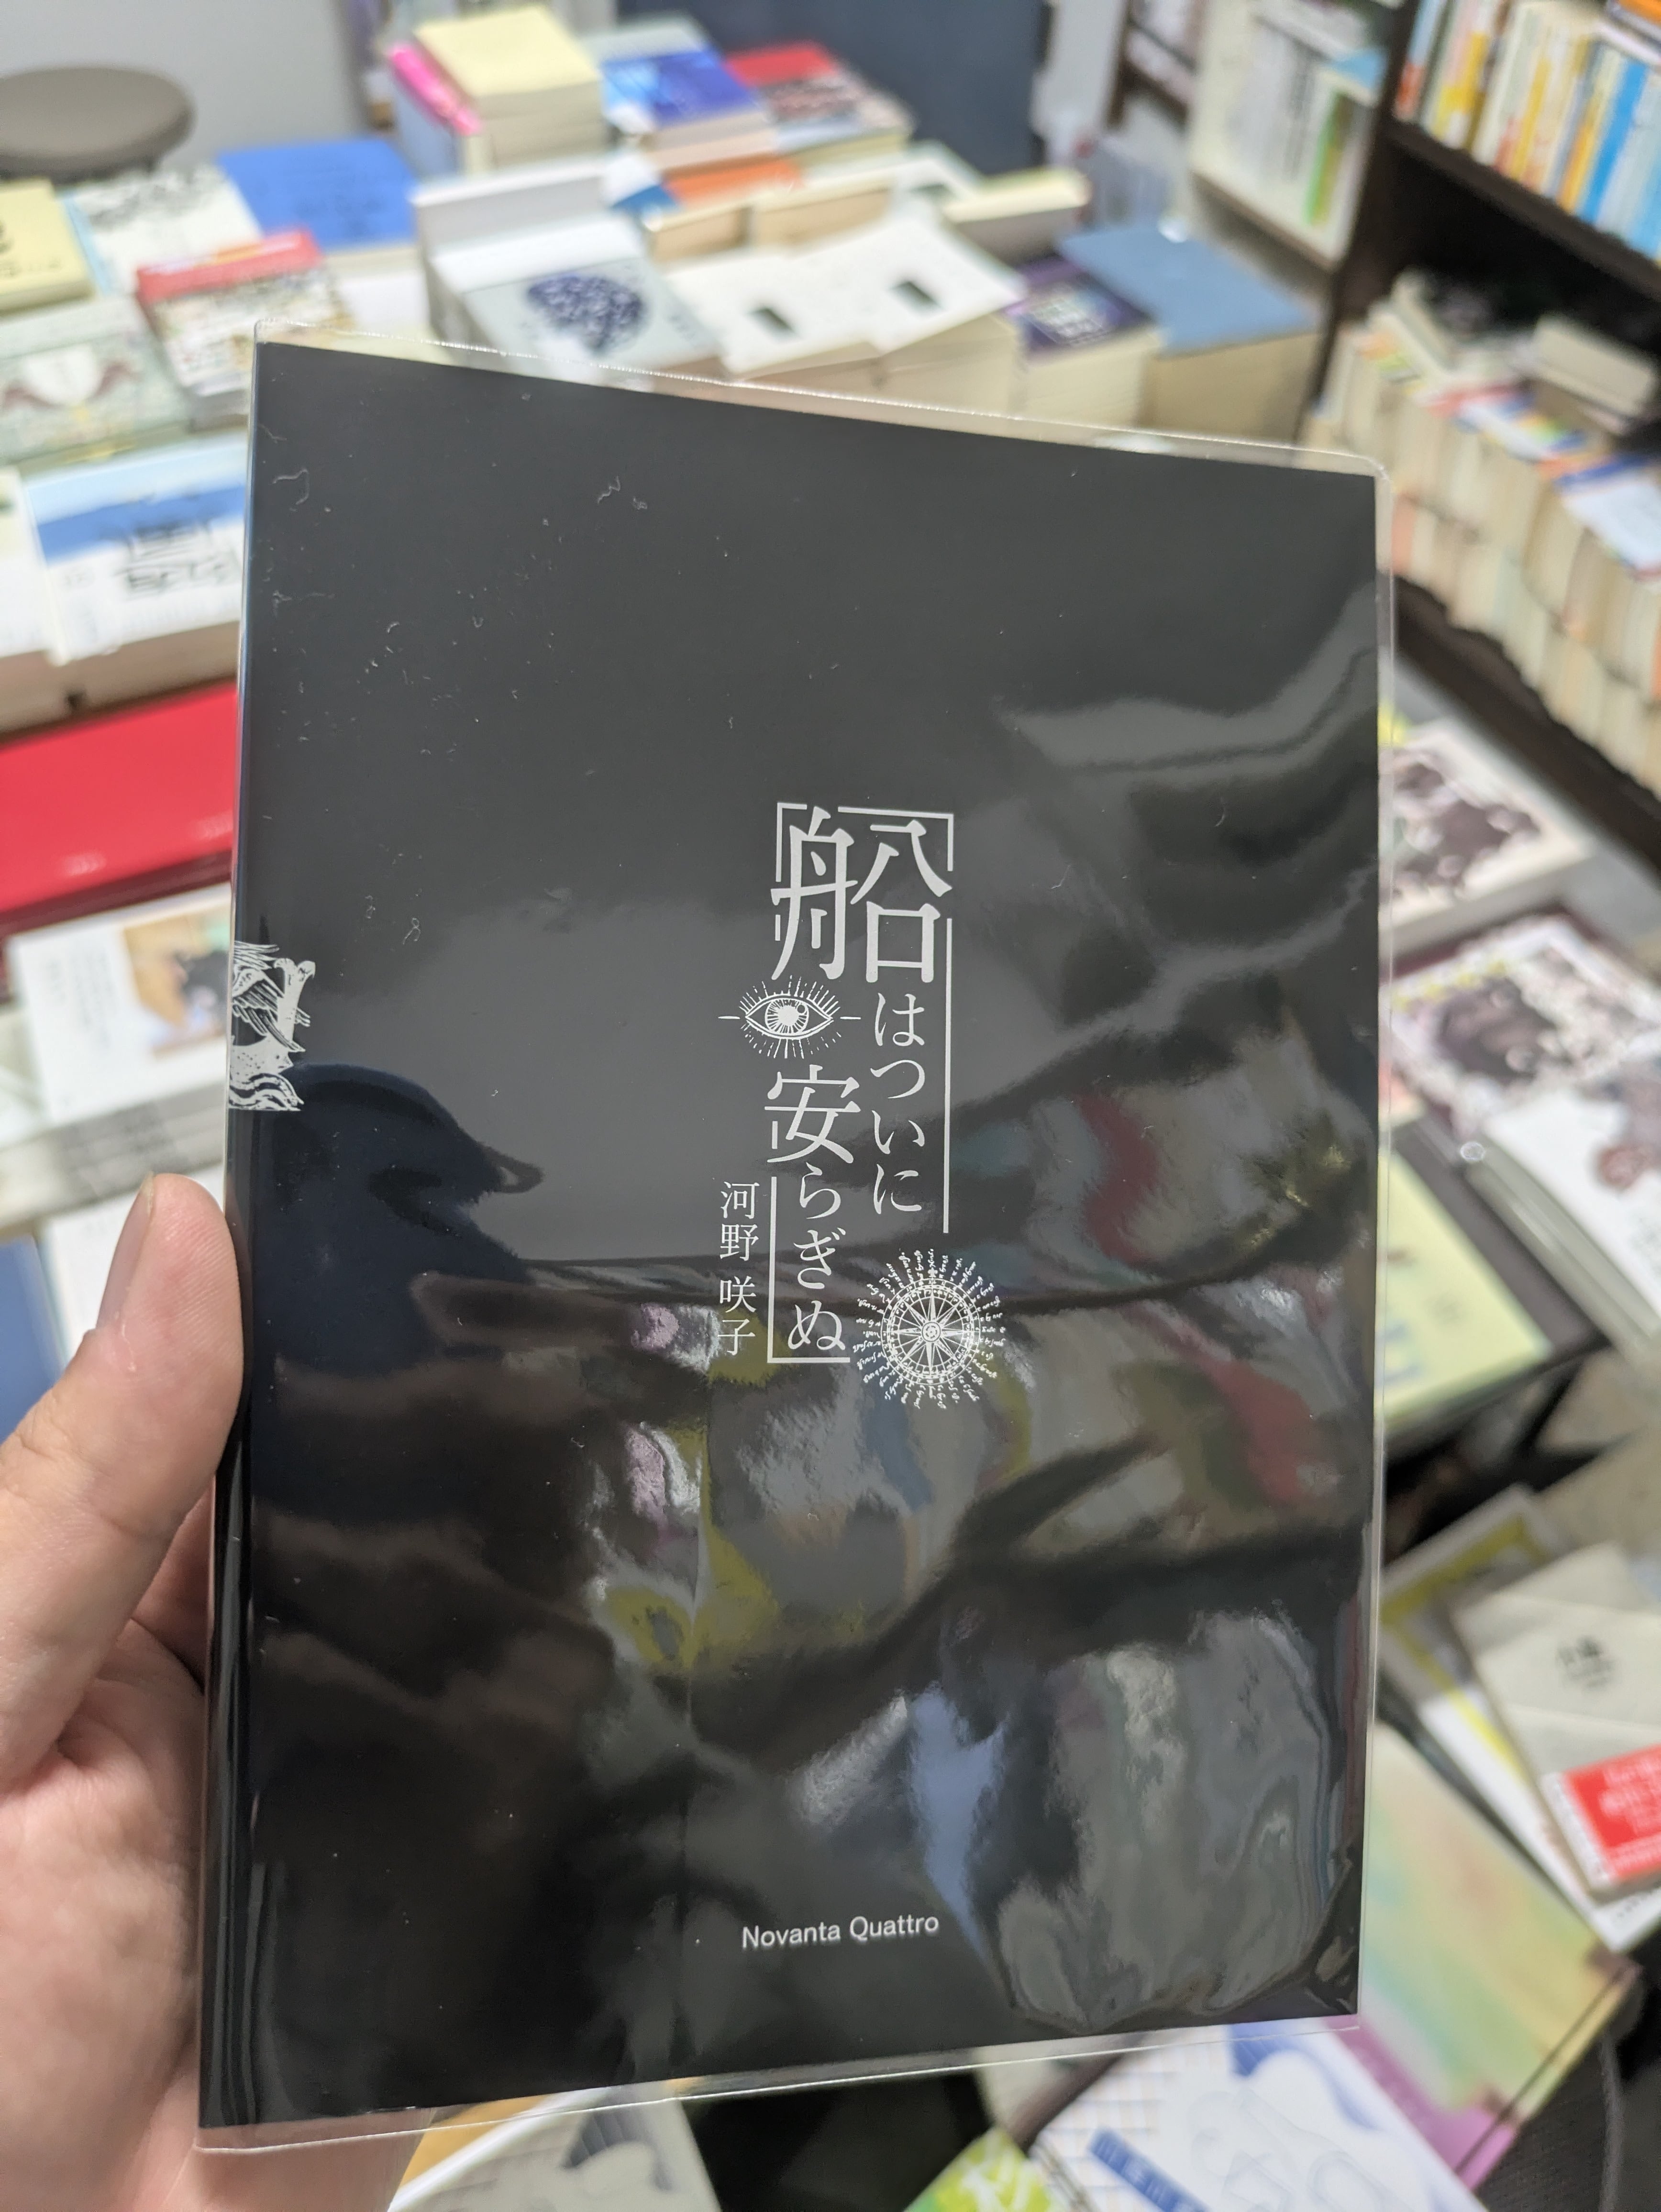 船はついに
安らぎぬ
河野咲子
Novanta Quattro